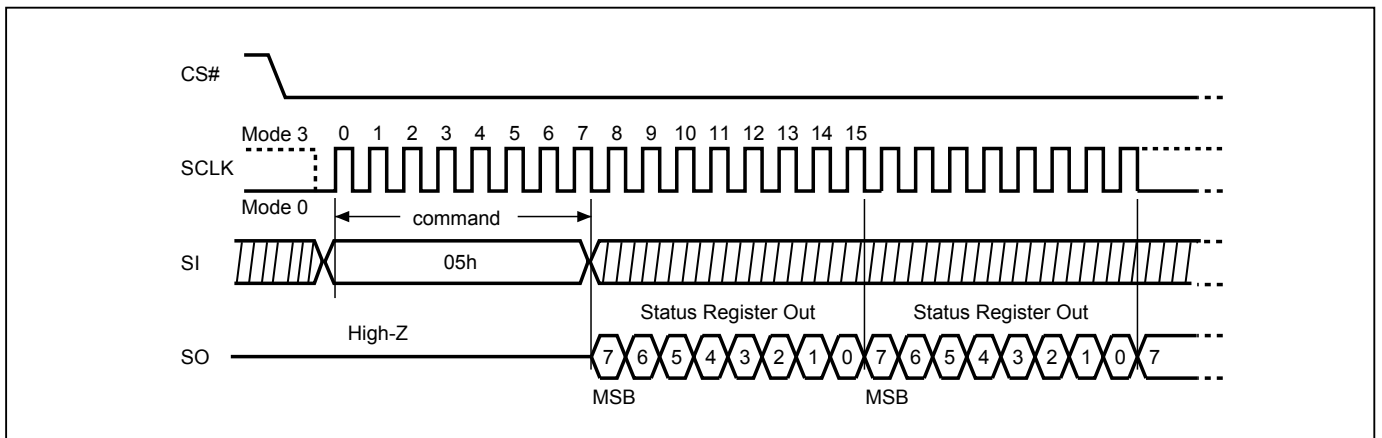 CS#
Mode 3 0 1 2 3 4 5 6 7 8 9 10 11 12 13 14 15
SCLK
Mode 0
command
SI
05h
Status Register Out Status Register Out
High-Z
SO
7 6 5 4 3 2 1 0 7 6 5 4 3 2 1 0 7
MSB MSB